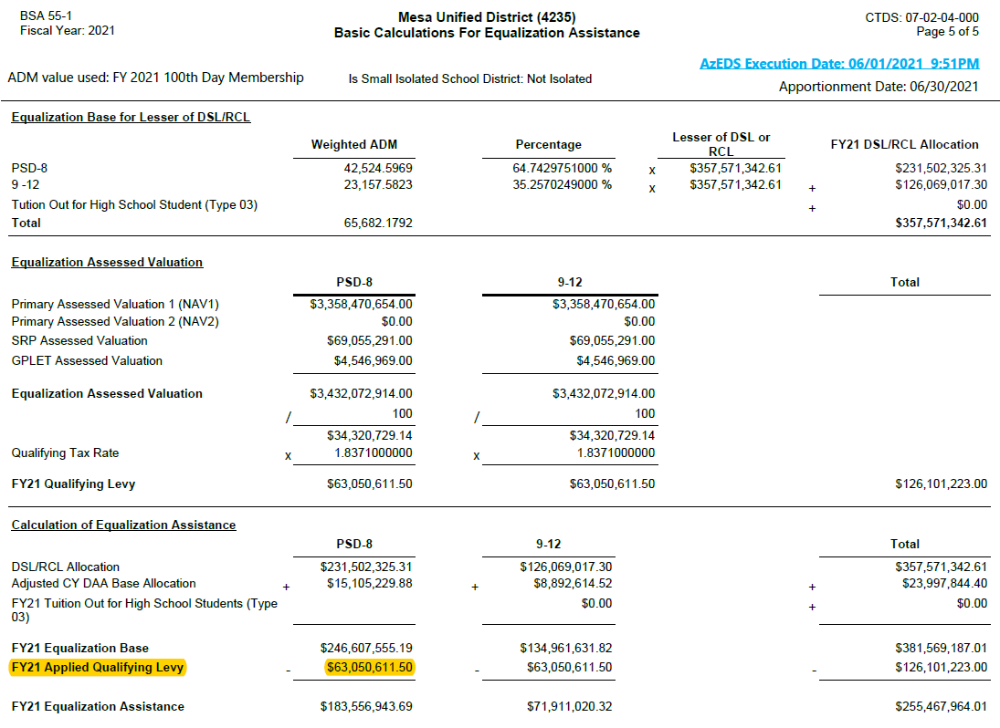 BSA 55-1
Mesa Unified District (4235)
CTDS: 07-02-04-000
Fiscal Year: 2021
Basic Calculations For Equalization Assistance
Page 5 of 5
AzEDS Execution Date: 06/01/2021 9:51PM
ADM value used: FY 2021 100th Day Membership
Is Small Isolated School District: Not Isolated
Apportionment Date: 06/30/2021
Equalization Base for Lesser of DSL/RCL
Weighted ADM Percentage Lesser of DSL or RCL FY21 DSL/RCL Allocation
PSD-8 42,524.5969 64.7429751000 % x $357,571,342.61 $231,502,325.31
9 -12 23,157.5823 35.2570249000 % x $357,571,342.61 + $126,069,017.30
Tution Out for High School Student (Type 03) + $0.00
Total 65,682.1792 $357,571,342.61
Equalization Assessed Valuation
PSD-8 9-12 Total
Primary Assessed Valuation 1 (NAV1) $3,358,470,654.00 $3,358,470,654.00
Primary Assessed Valuation 2 (NAV2) $0.00 $0.00
SRP Assessed Valuation $69,055,291.00 $69,055,291.00
GPLET Assessed Valuation $4,546,969.00 $4,546,969.00
Equalization Assessed Valuation $3,432,072,914.00 $3,432,072,914.00
/ 100 / 100
$34,320,729.14 $34,320,729.14
Qualifying Tax Rate x 1.8371000000 x 1.8371000000
FY21 Qualifying Levy $63,050,611.50 $63,050,611.50 $126,101,223.00
Calculation of Equalization Assistance
PSD-8 9-12 Total
DSL/RCL Allocation $231,502,325.31 $126,069,017.30 $357,571,342.61
Adjusted CY DAA Base Allocation + $15,105,229.88 + $8,892,614.52 + $23,997,844.40
FY21 Tuition Out for High School Students (Type $0.00 + $0.00
03)
FY21 Equalization Base $246,607,555.19 $134,961,631.82 $381,569,187.01
FY21 Applied Qualifying Levy - $63,050,611.50 - $63,050,611.50 - $126,101,223.00
FY21 Equalization Assistance $183,556,943.69 $71,911,020.32 $255,467,964.01